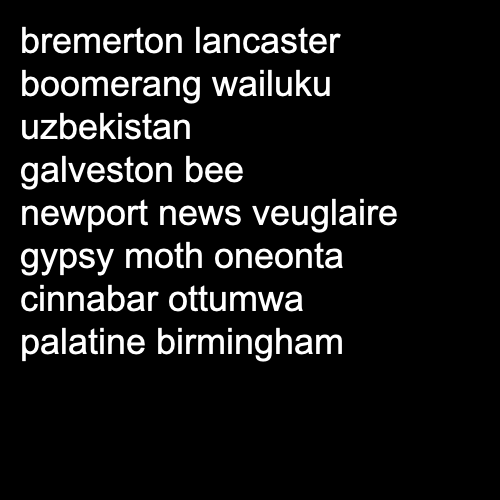 bremerton lancaster
boomerang wailuku
uzbekistan
galveston bee
newport news veuglaire
gypsy moth oneonta
cinnabar ottumwa
palatine birmingham